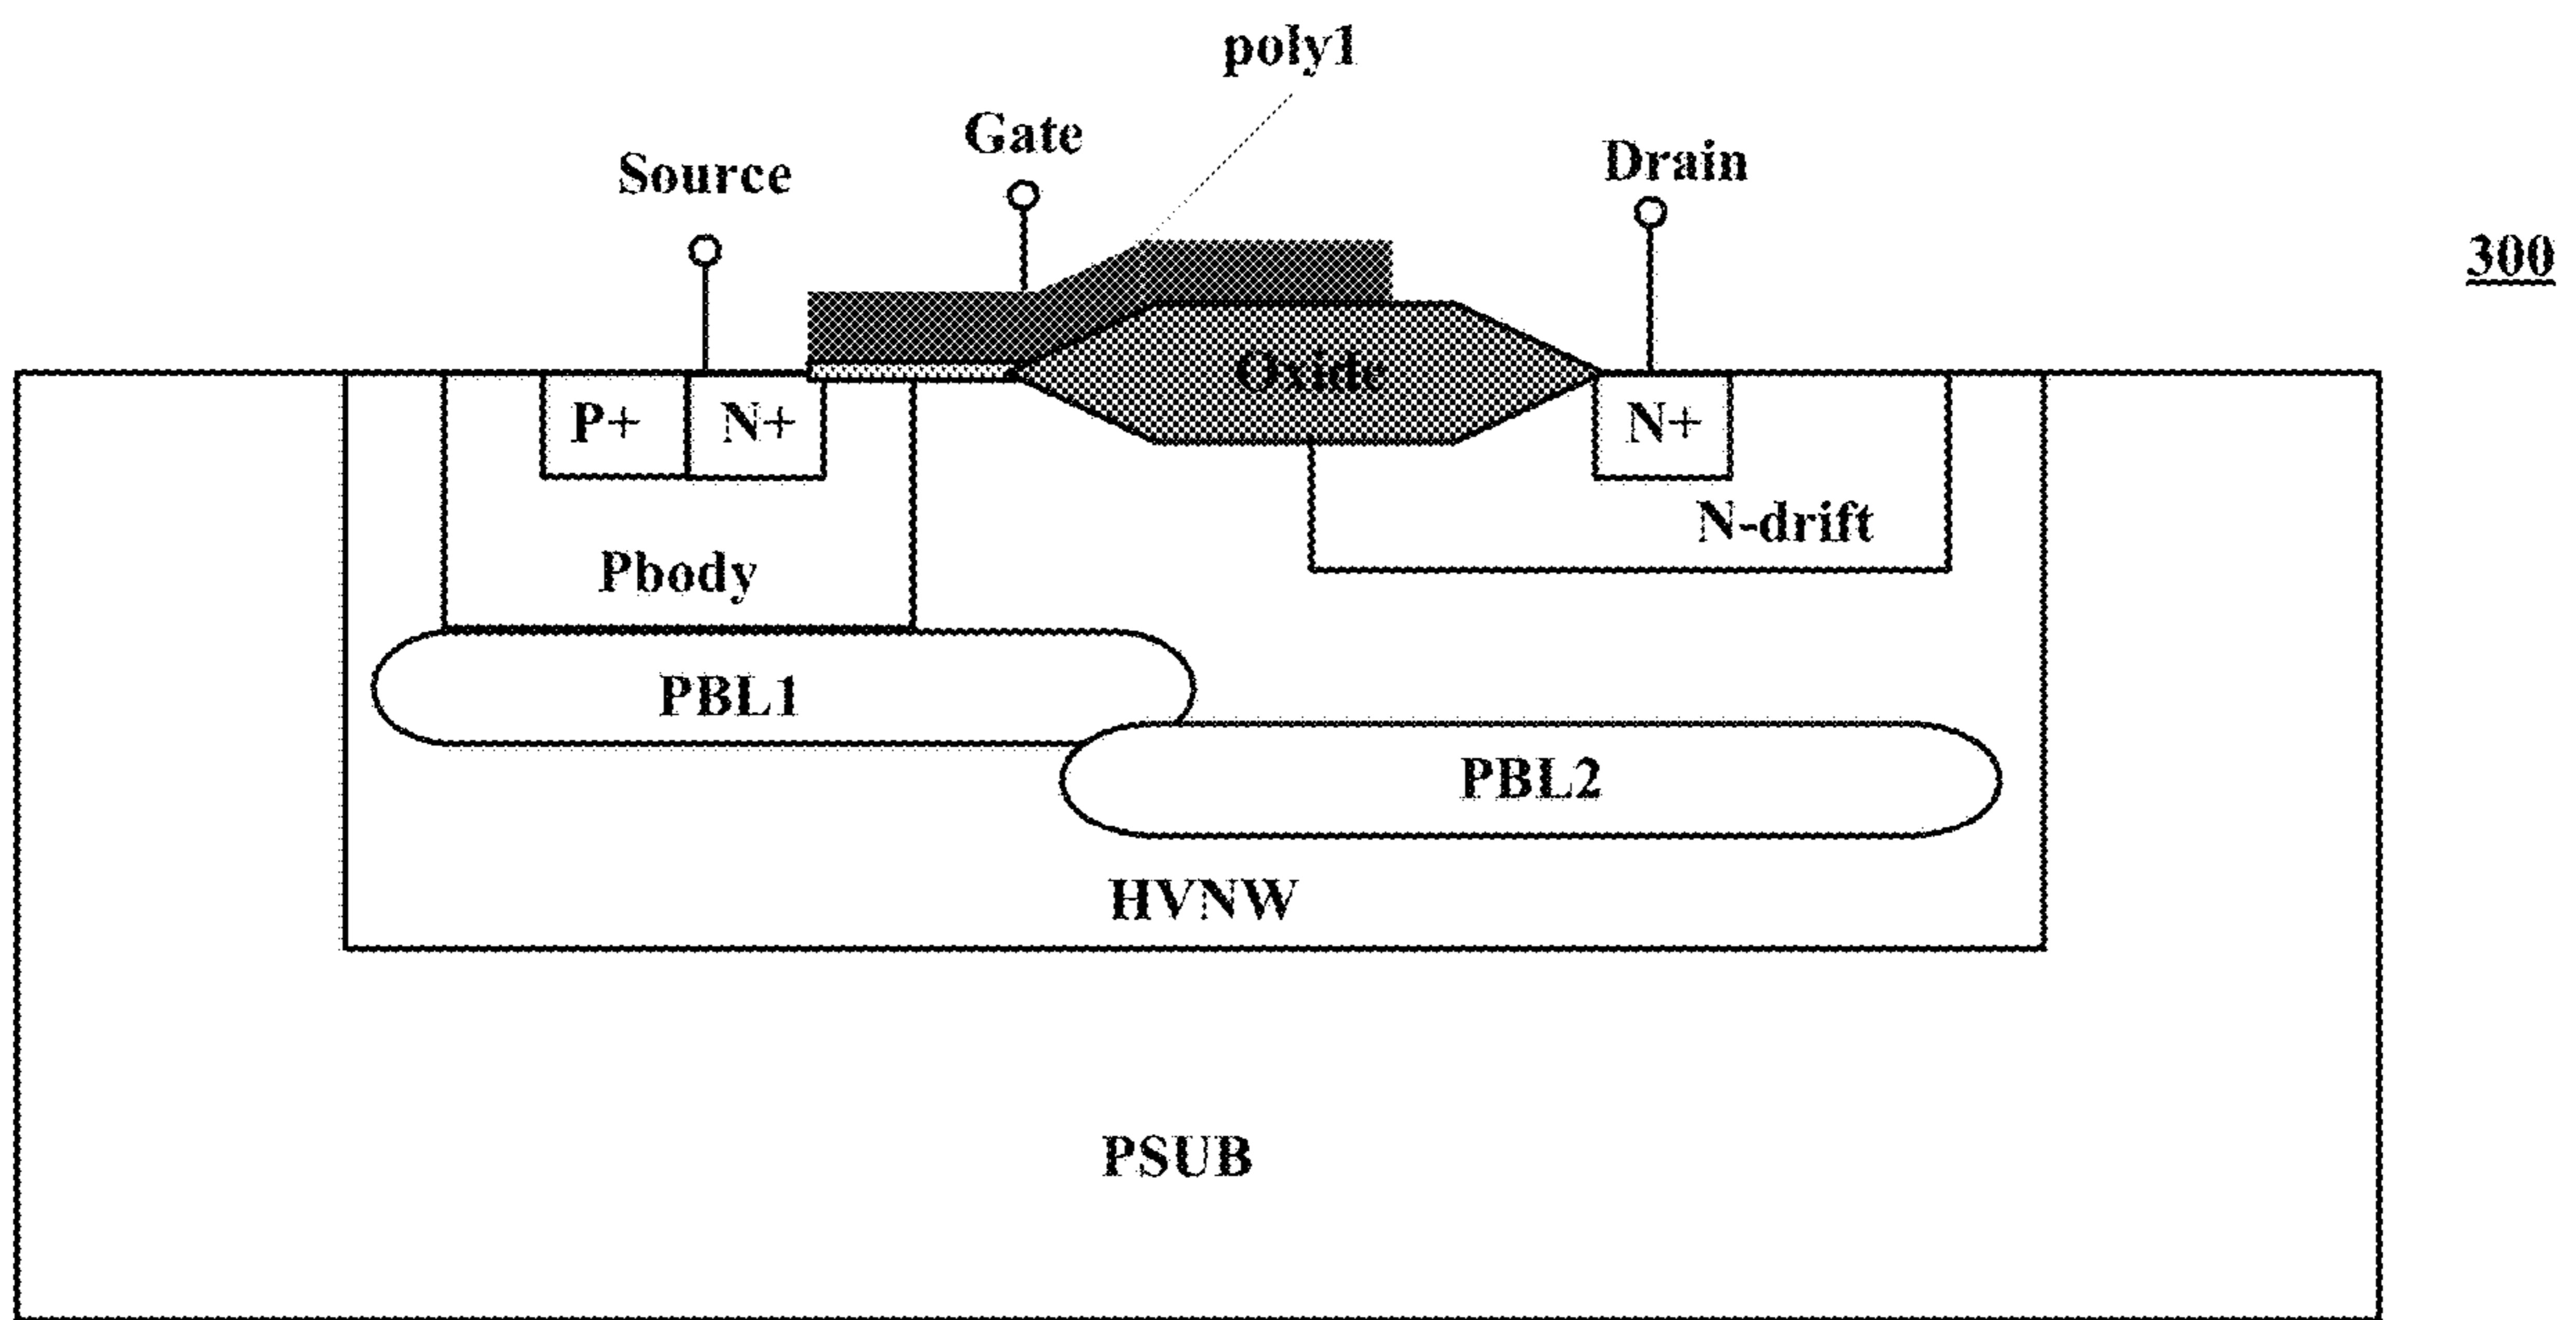 poly1
Gate
Source
Drain
300
Oxide
P+
N+
N+
N-drift
Pbody
PBL1
PBL2
HVNW
PSUB